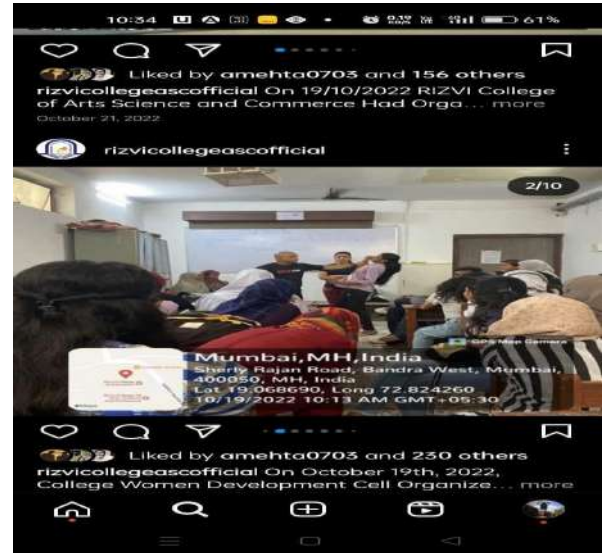 10:34
61%
Liked by amehta0703 and 156 others
rizvicollegeascofficial On 19/10/2022 RIZVI College
of Arts Science and Commerce Had Orga... more
October 21, 2022
rizvicollegeascofficial
2/10
GPS Map Camera
Mumbai,MH,India
Sherly Rajan Road, Bandra West, Mumbai,
400050, MH, India
Lat 19.068690, Long 72.824260
10/19/2022 10:13 AM GMT+05:30
Liked by amehta0703 and 230 others
rizvicollegeascofficial On October 19th, 2022,
College Women Development Cell Organize... more